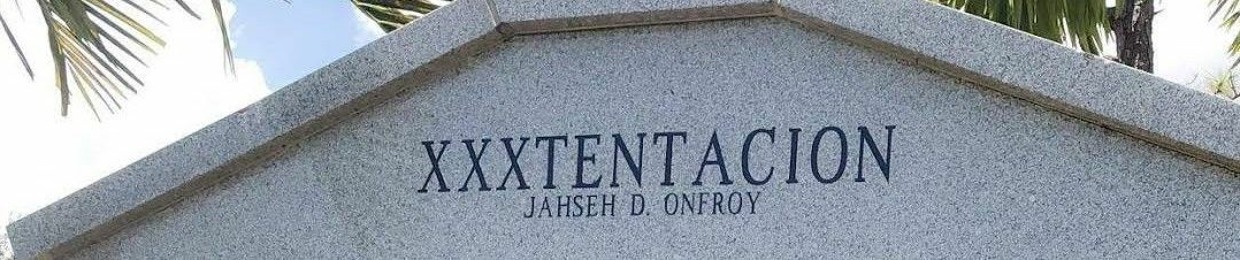 XXXTENTACION
JAHSEH D. ONFROY